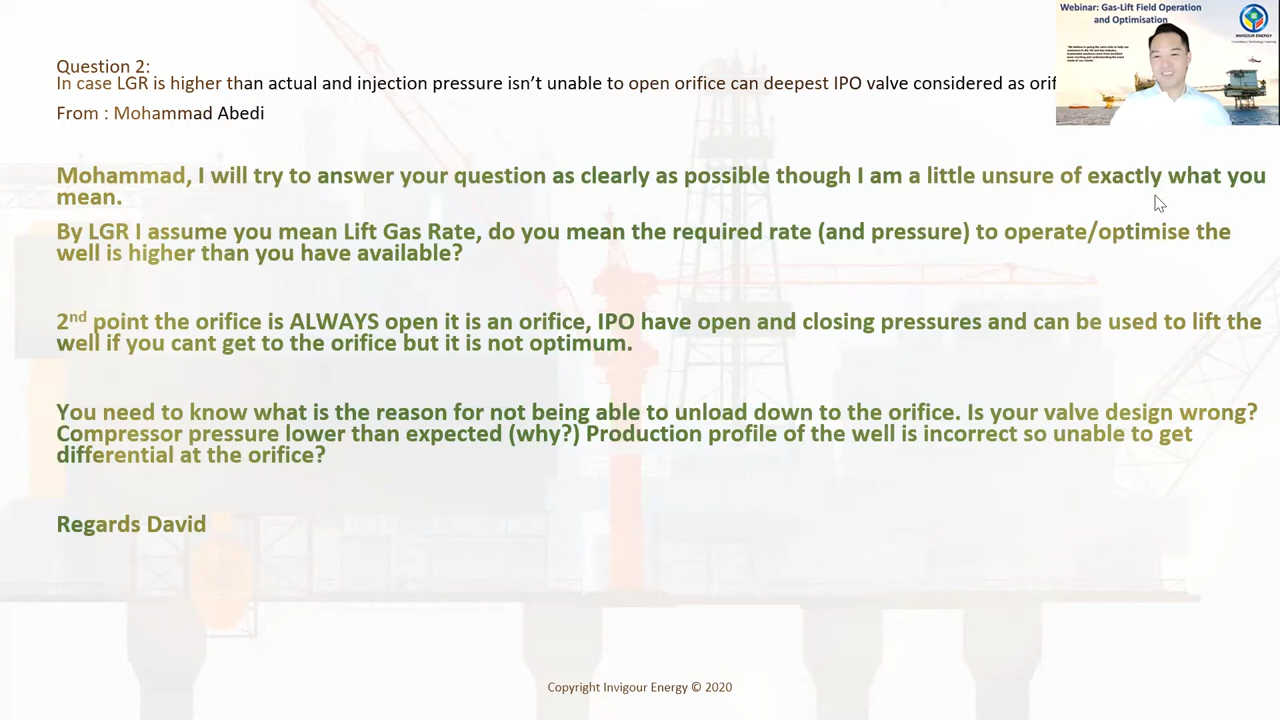 Question 2:
In case LGR is higher than actual and injection pressure isn't unable to open orifice can deepest IPO valve considered as orif
From : Mohammad Abedi
Webinar: Gas-Lift Field Operation
and Optimisation
INVIGOUR ENERGY
Mohammad, I will try to answer your question as clearly as possible though I am a little unsure of exactly what you
mean.
By LGR I assume you mean Lift Gas Rate, do you mean the required rate (and pressure) to operate/optimise the
well is higher than you have available?
2nd point the orifice is ALWAYS open it is an orifice, IPO have open and closing pressures and can be used to lift the
well if you cant get to the orifice but it is not optimum.
You need to know what is the reason for not being able to unload down to the orifice. Is your valve design wrong?
Compressor pressure lower than expected (why?) Production profile of the well is incorrect so unable to get
differential at the orifice?
Regards David
Copyright Invigour Energy © 2020